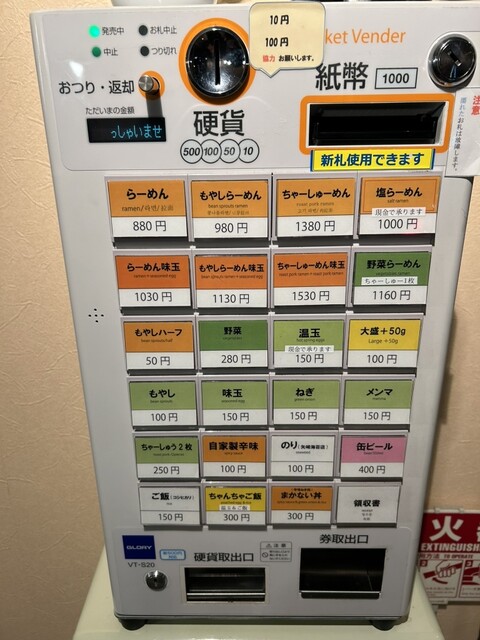 10円
100円
協力 お願いします。
発売中
お札中止
中止
つり切れ
ket Vender
おつり・返却
ただいまの金額
っしゃいませ
硬貨
500 100 50 10
紙幣 1000
新札使用できます
注意
らーめん
880円
もやしらーめん
980円
ちゃーしゅーめん
1380円
塩らーめん
現金で承ります
1000円
らーめん味玉
1030円
もやしらーめん味玉
1130円
ちゃーしゅーめん味玉
1530円
野菜らーめん
ちゃーしゅー1枚
1160円
もやしハーフ
50円
野菜
280円
温玉
現金で承ります
150円
大盛+50g
Large +50g
100円
もやし
100円
味玉
150円
ねぎ
150円
メンマ
150円
ちゃーしゅう2枚
250円
自家製辛味
100円
のり
100円
缶ビール
400円
ご飯
150円
ちゃんちゃご飯
300円
まかない丼
300円
領収書
GLORY
VT-S20
硬貨取出口
注意
券取出口
火
EXTINGUISH
TO OPERATE